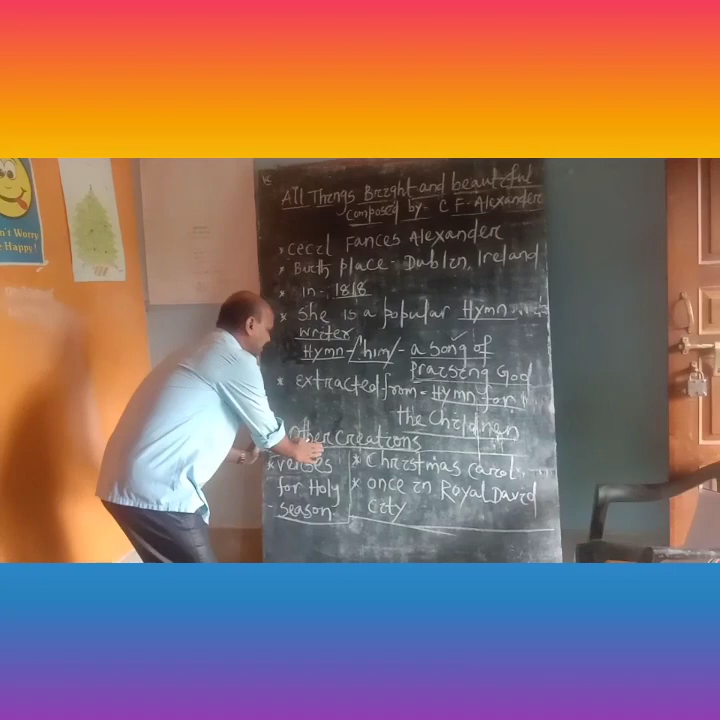 n't Worry
e Happy!
All Things Bright and beautiful
composed by- C F. Alexander
* Cecil Fances Alexander
* Birth place - Dublin, Ireland
* in-, 1818
* She is a popular Hymn
writer
Hymn-/him/- a song of
praising God
* extracted from - Hymn for
the Children
Other Creations
* verses
for Holy
- season.
* Christmas Carol
* once in Royal David
City